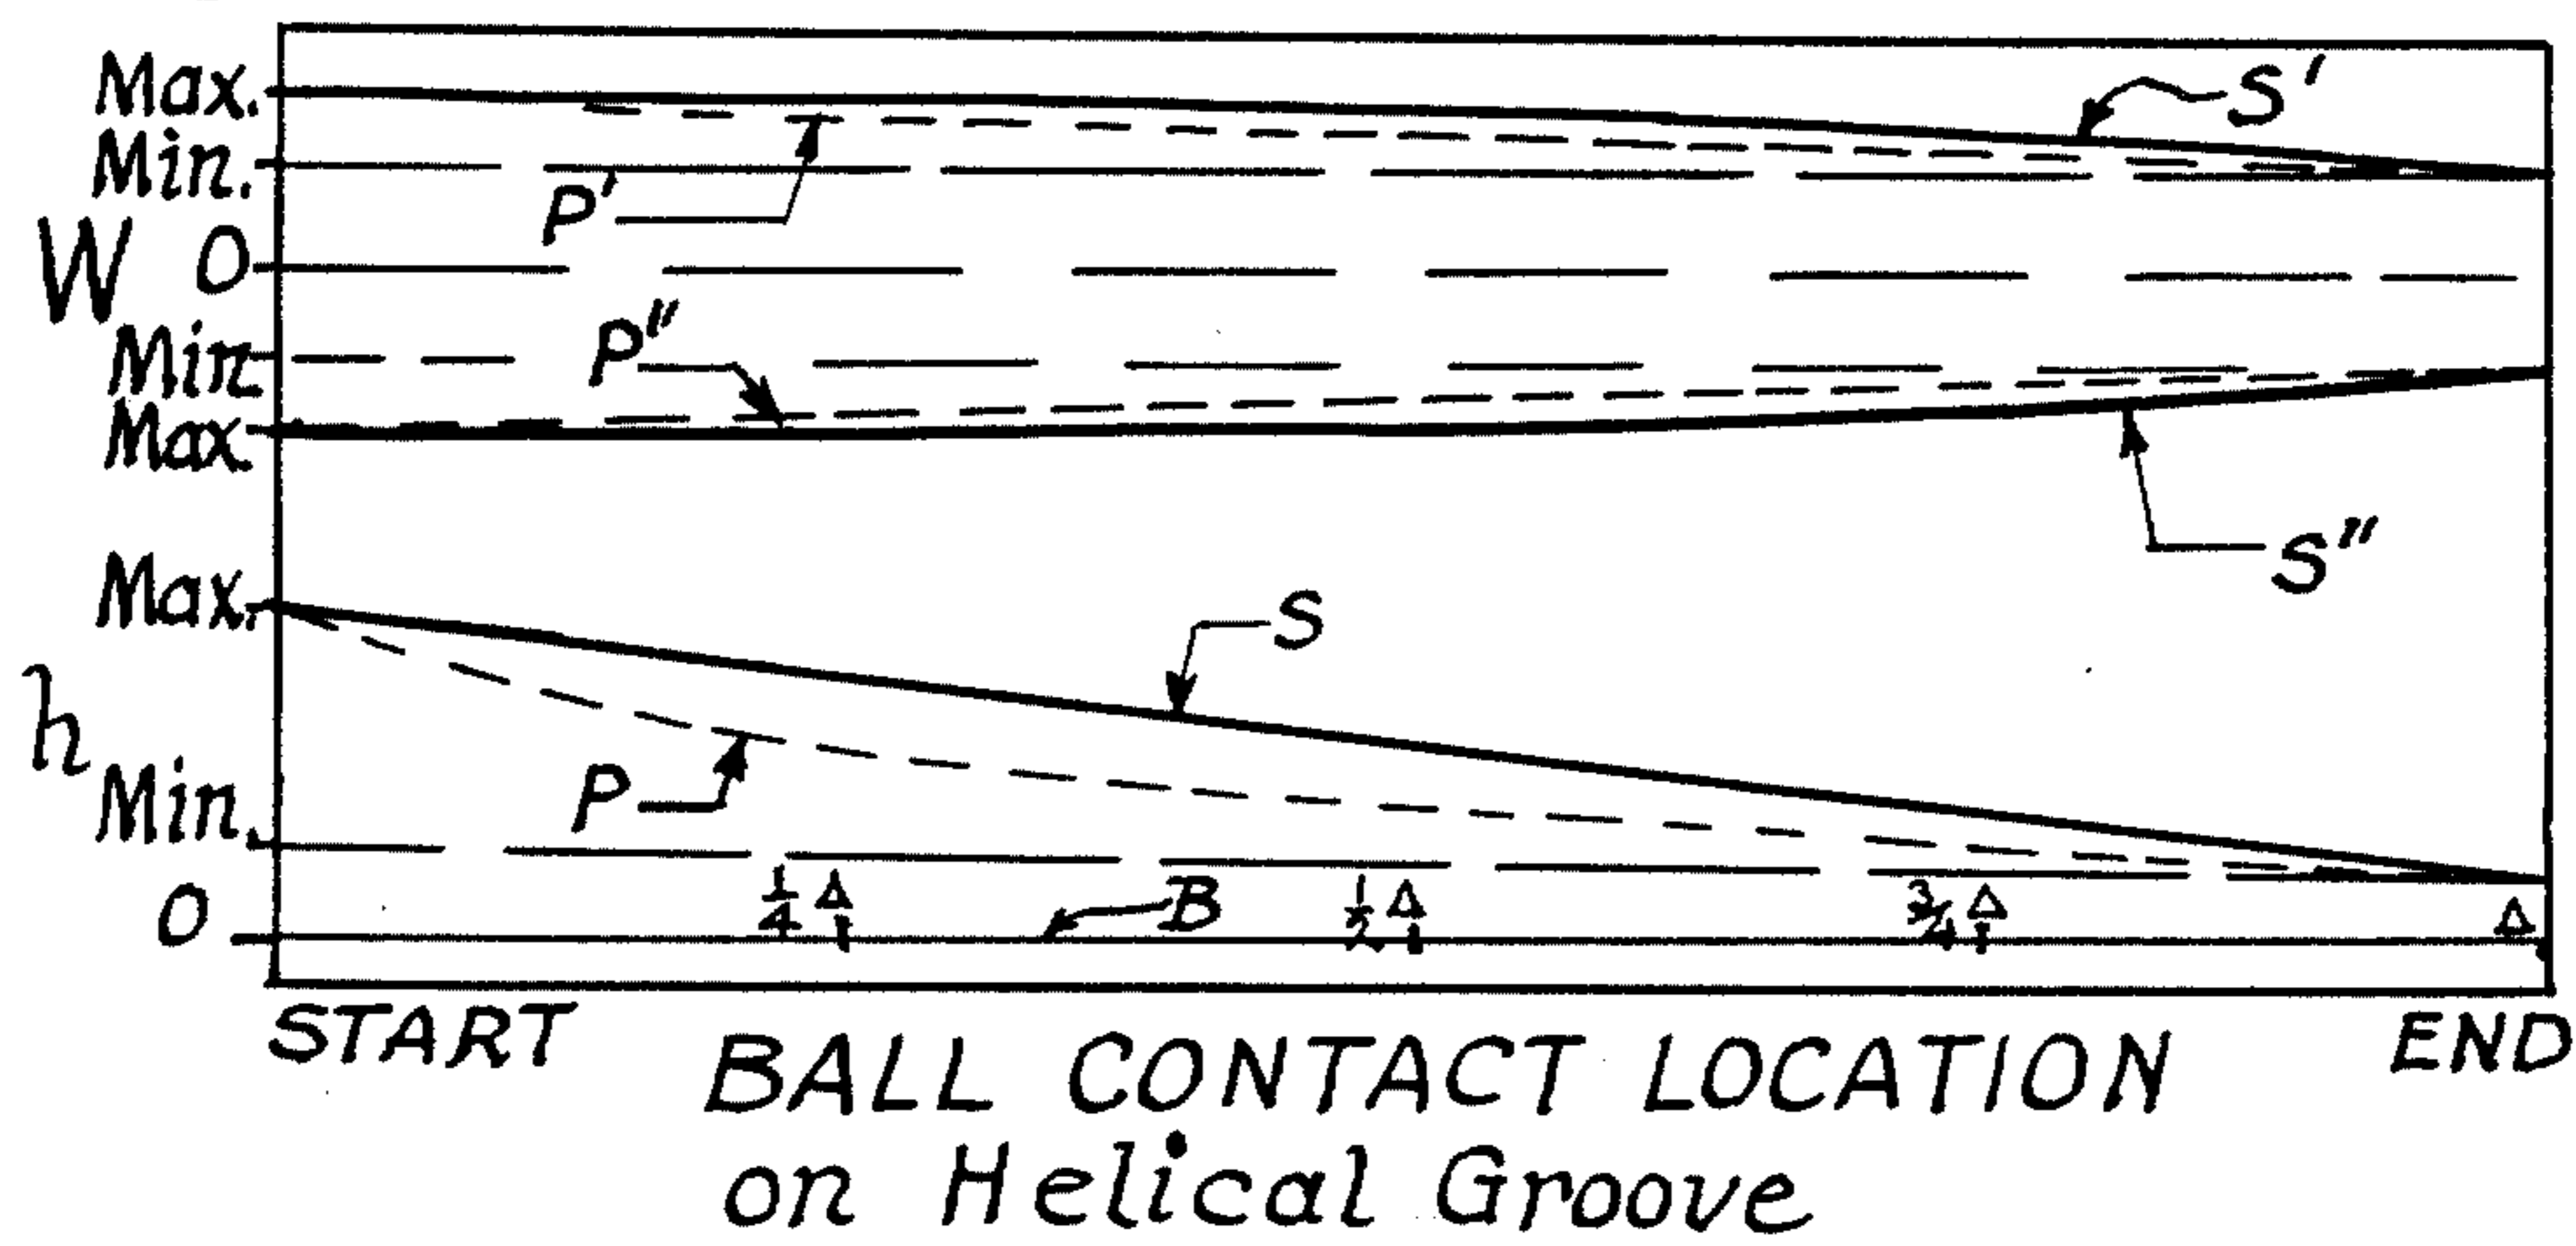 Max.
S'
Min.
P'
W 0
P"
Min.
Max.
S"
Max.
S
h
P
Min.
1/4 Δ
B
1/2 Δ
3/4 Δ
Δ
0
START
END
BALL CONTACT LOCATION
on Helical Groove